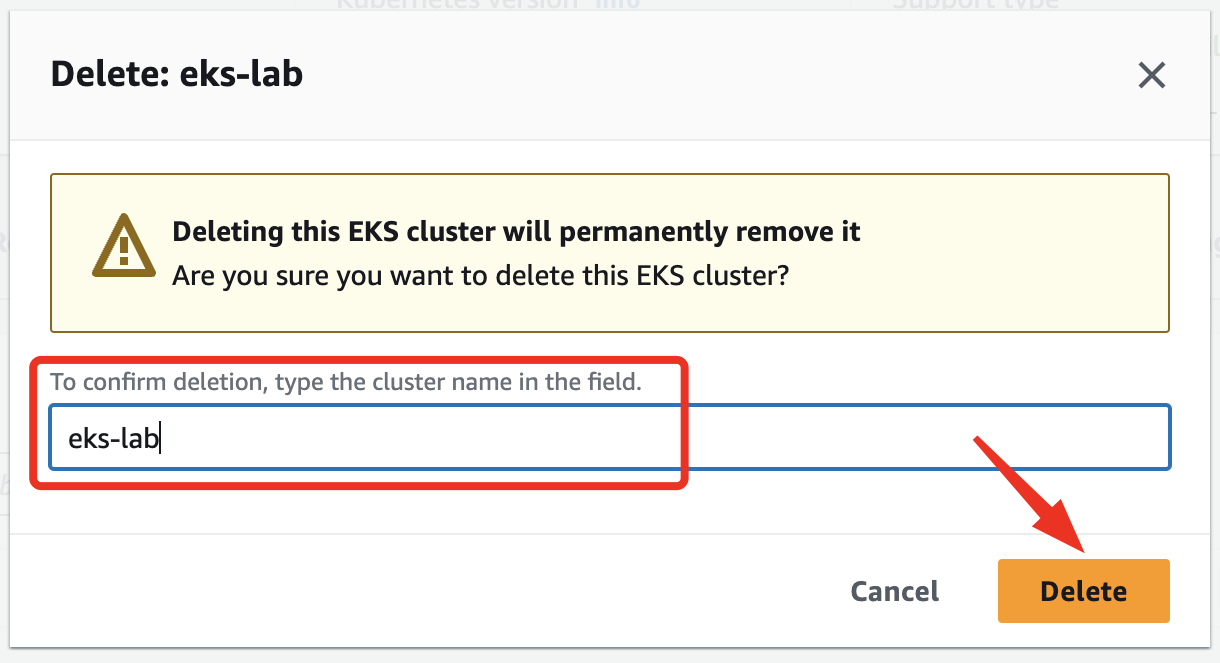 Kubernetes version Info Support type
Delete: eks-lab
Deleting this EKS cluster will permanently remove it
Are you sure you want to delete this EKS cluster?
To confirm deletion, type the cluster name in the field.
eks-lab
Cancel Delete